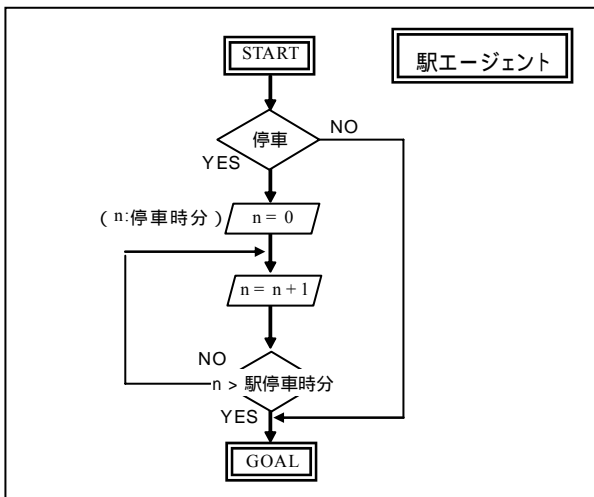 START
駅エージェント
停車
NO
YES
( n:停車時分 )
n = 0
n = n + 1
NO
n > 駅停車時分
YES
GOAL